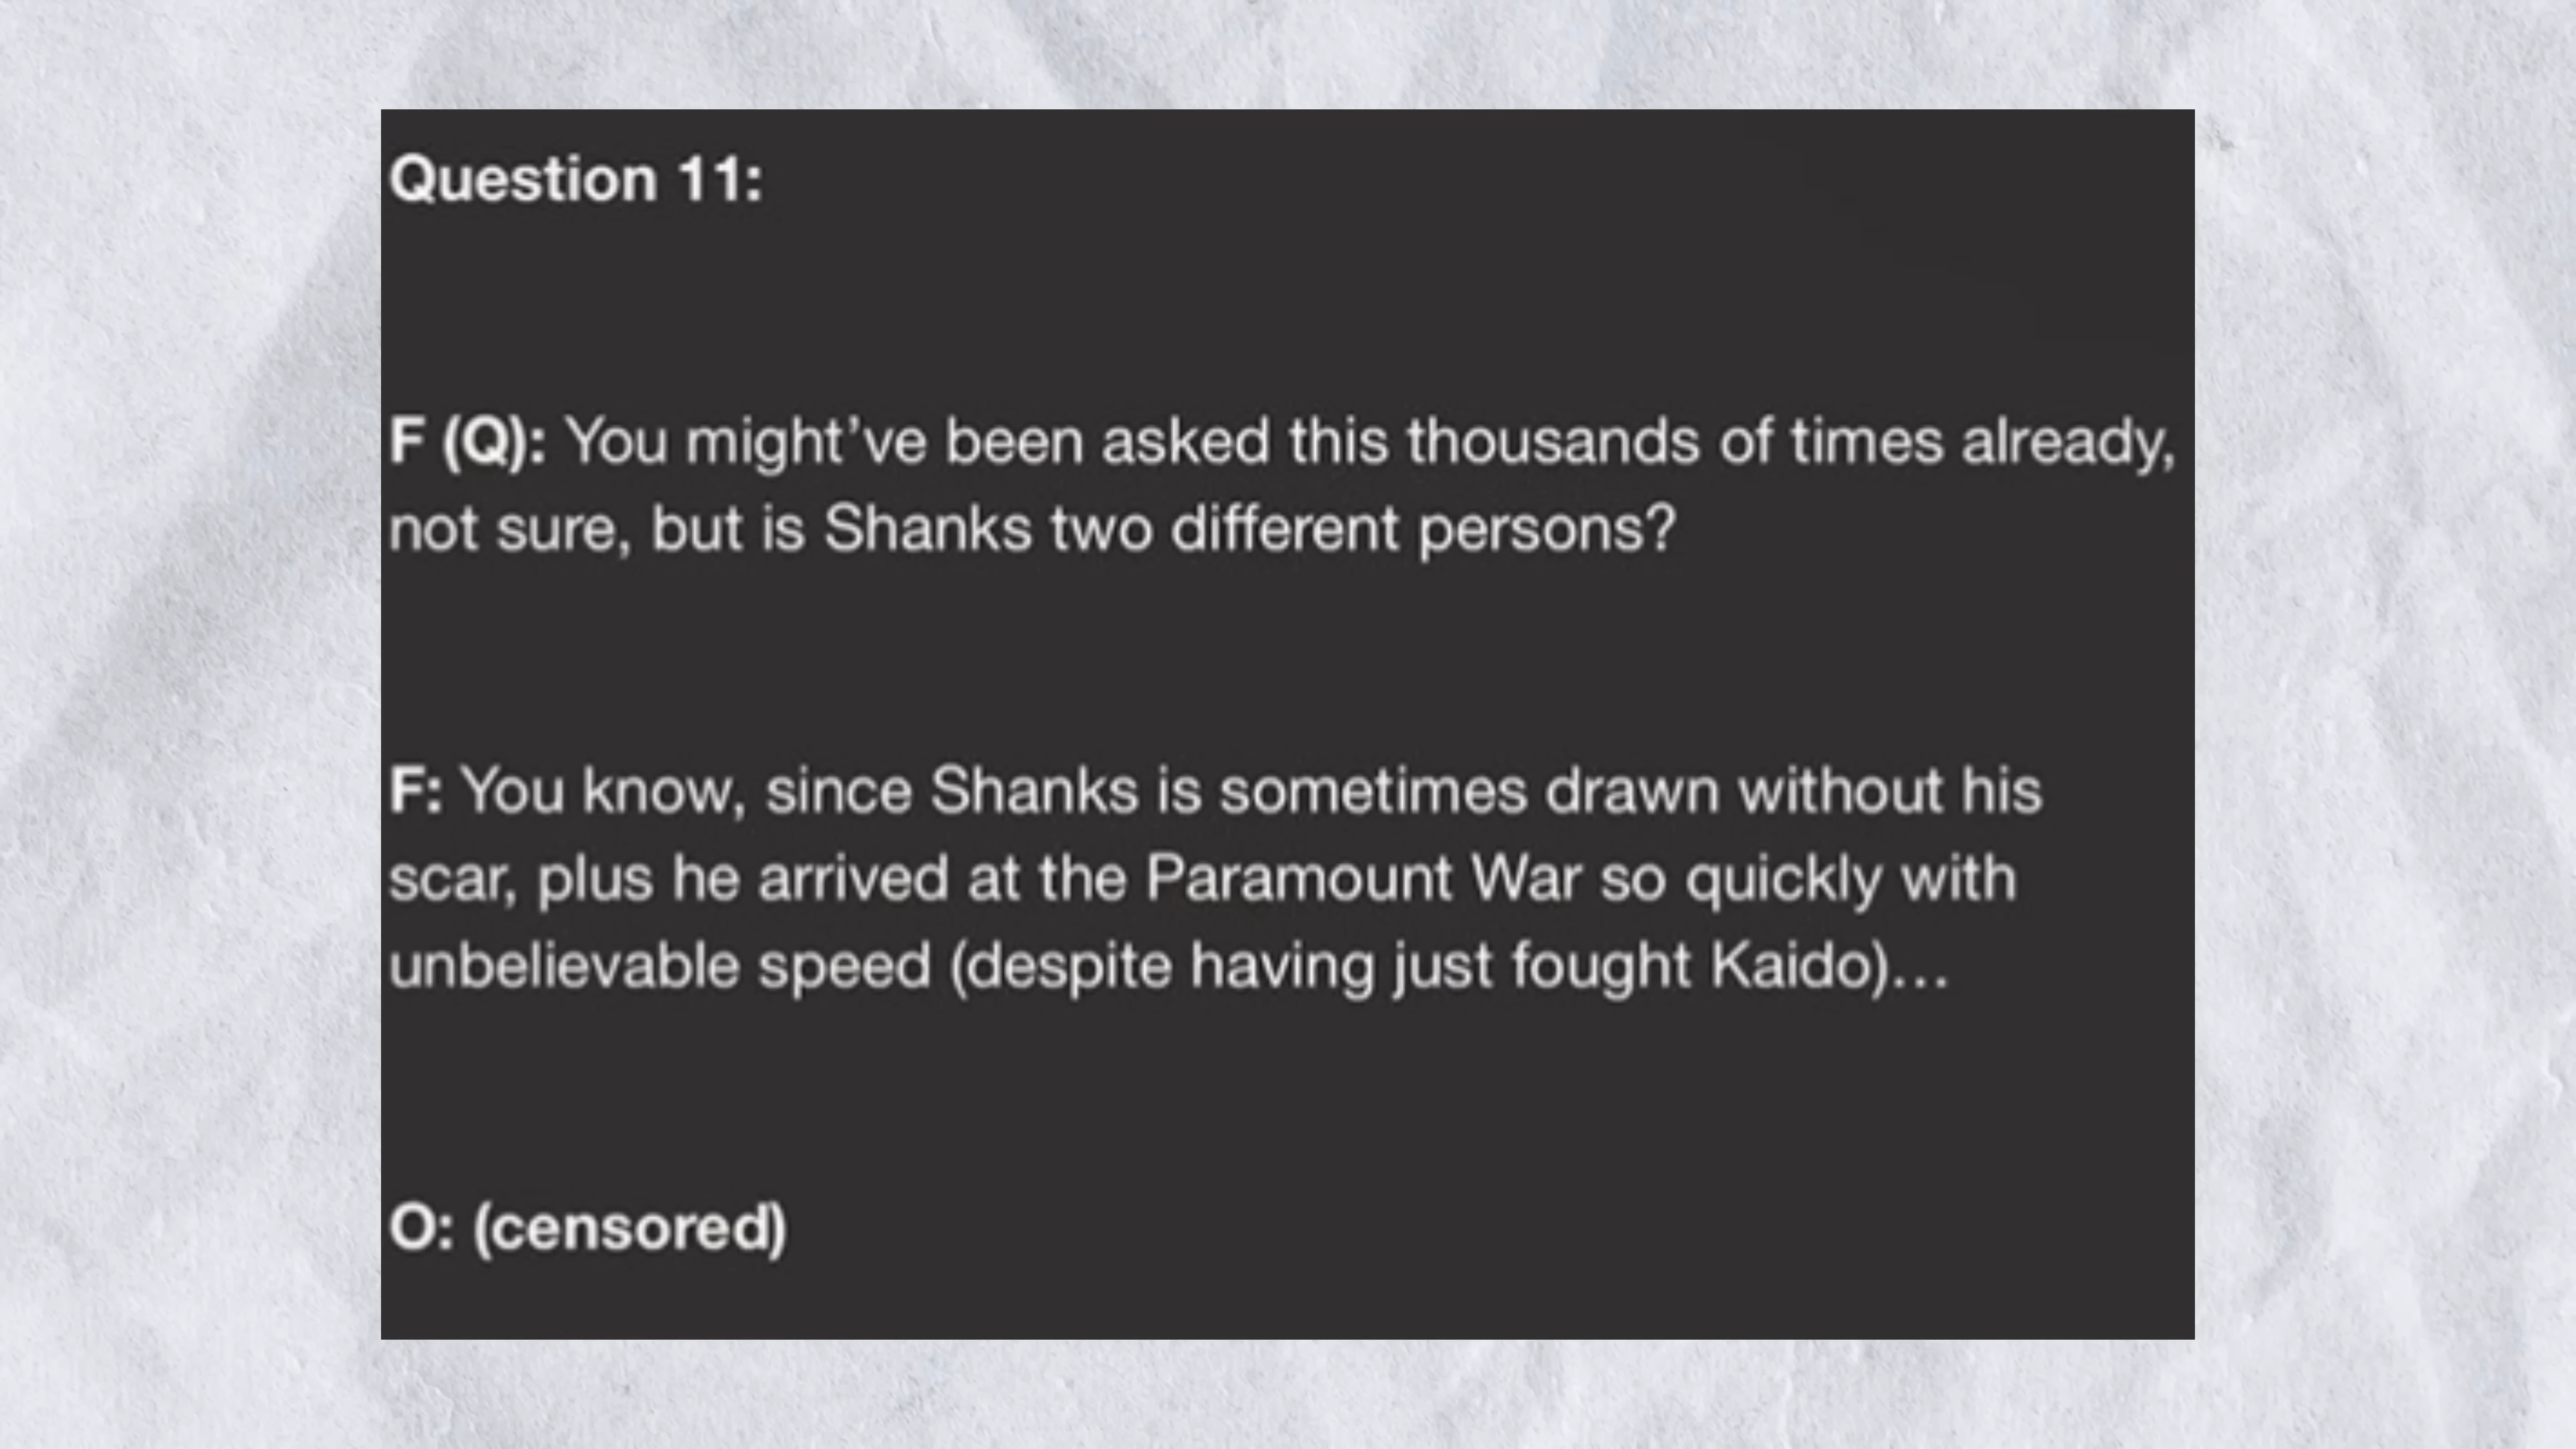 Question 11:
F (Q): You might’ve been asked this thousands of times already,
not sure, but is Shanks two different persons?
F: You know, since Shanks is sometimes drawn without his
scar, plus he arrived at the Paramount War so quickly with
unbelievable speed (despite having just fought Kaido)…
O: (censored)